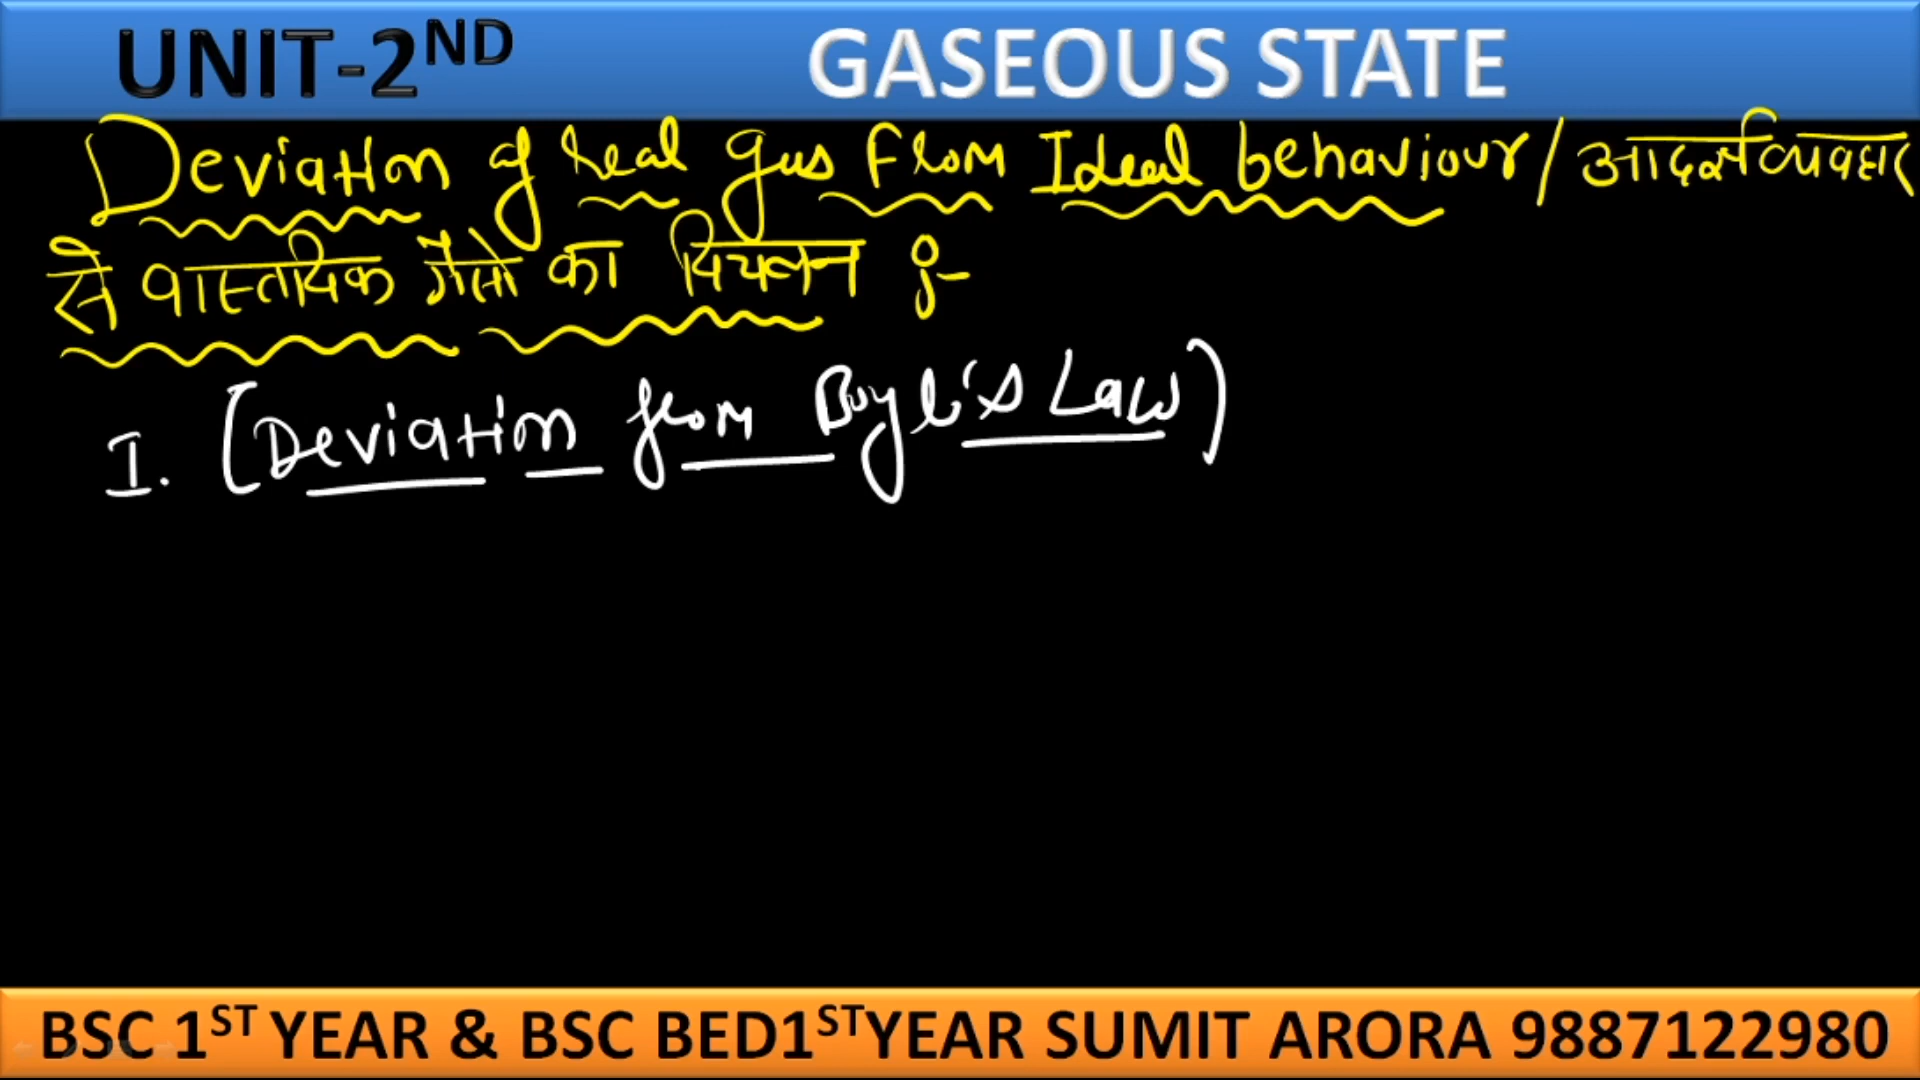 UNIT-2ND GASEOUS STATE
Deviation of real gas From Ideal behaviour / आदर्श व्यवहार
से वास्तविक गैसों का विचलन :-
I. (Deviation from Boyle's Law)
BSC 1ST YEAR & BSC BED1STYEAR SUMIT ARORA 9887122980